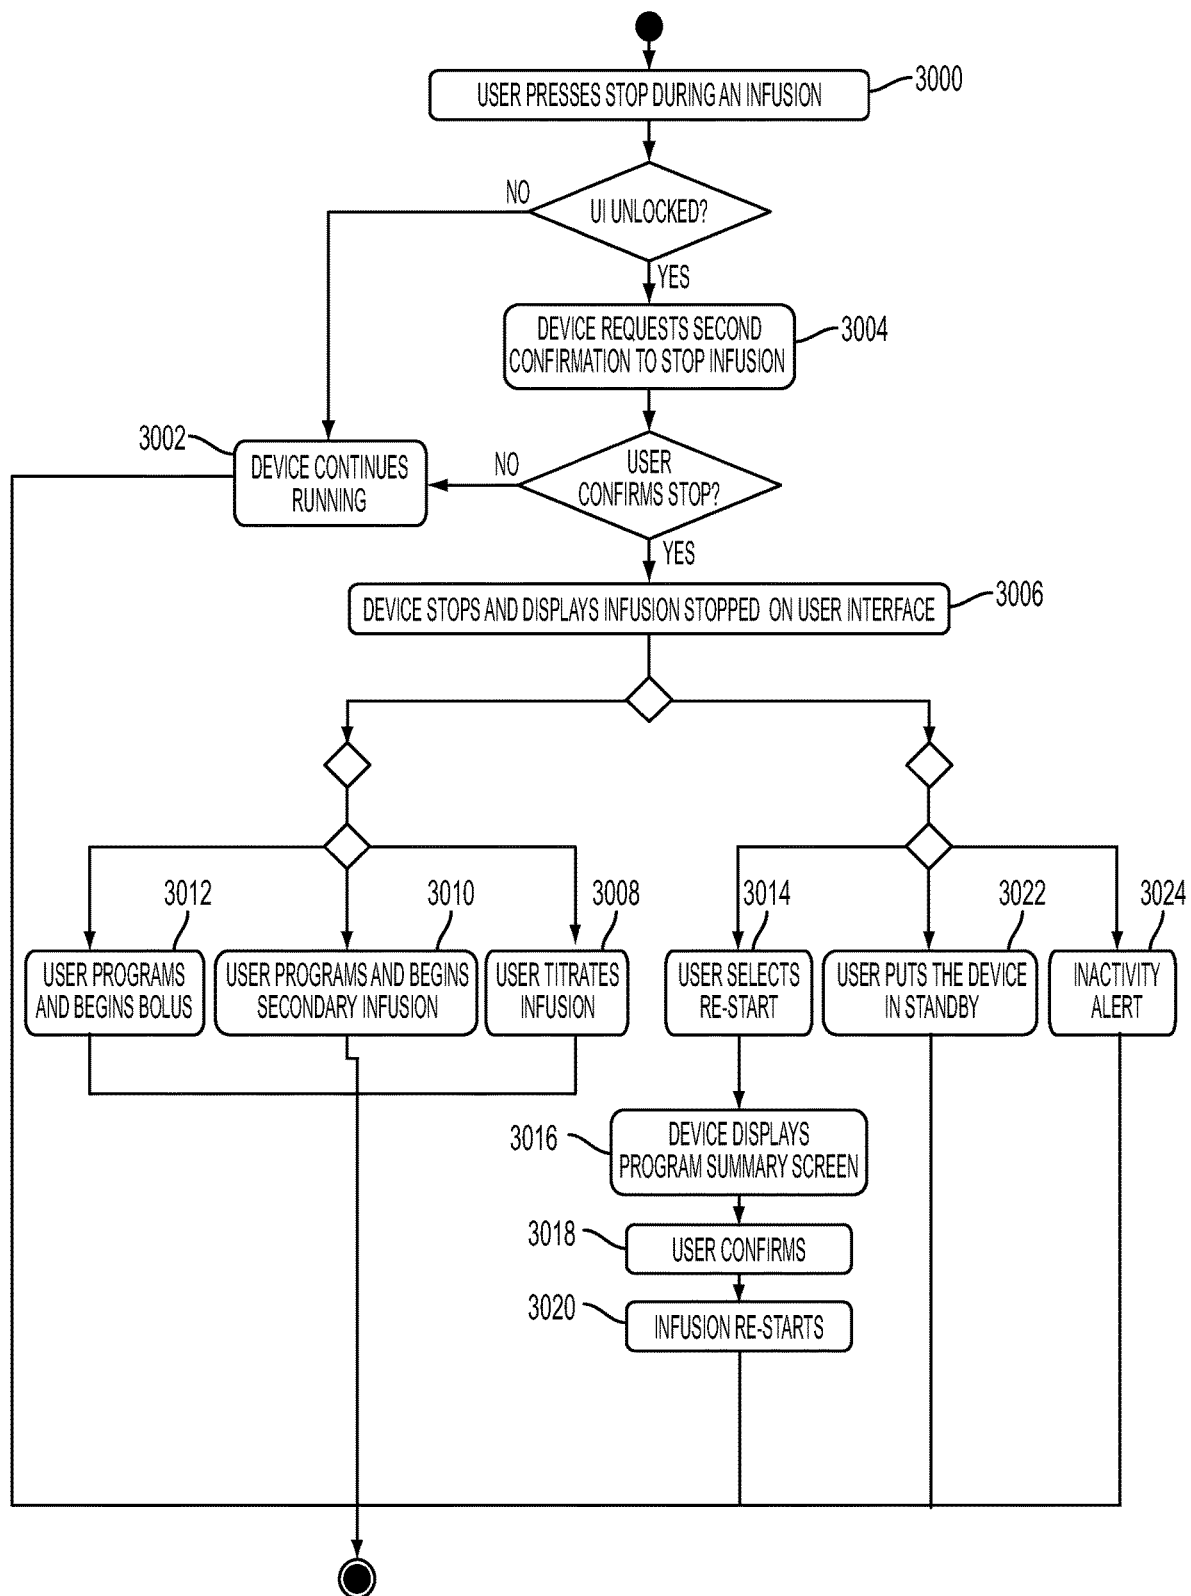 USER PRESSES STOP DURING AN INFUSION
3000
NO
UI UNLOCKED?
YES
DEVICE REQUESTS SECOND
CONFIRMATION TO STOP INFUSION
3004
3002
DEVICE CONTINUES
RUNNING
NO
USER
CONFIRMS STOP?
YES
DEVICE STOPS AND DISPLAYS INFUSION STOPPED ON USER INTERFACE
3006
3012
3010
3008
3014
3022
3024
USER PROGRAMS
AND BEGINS BOLUS
USER PROGRAMS AND BEGINS
SECONDARY INFUSION
USER TITRATES
INFUSION
USER SELECTS
RE-START
USER PUTS THE DEVICE
IN STANDBY
INACTIVITY
ALERT
3016
DEVICE DISPLAYS
PROGRAM SUMMARY SCREEN
3018
USER CONFIRMS
3020
INFUSION RE-STARTS